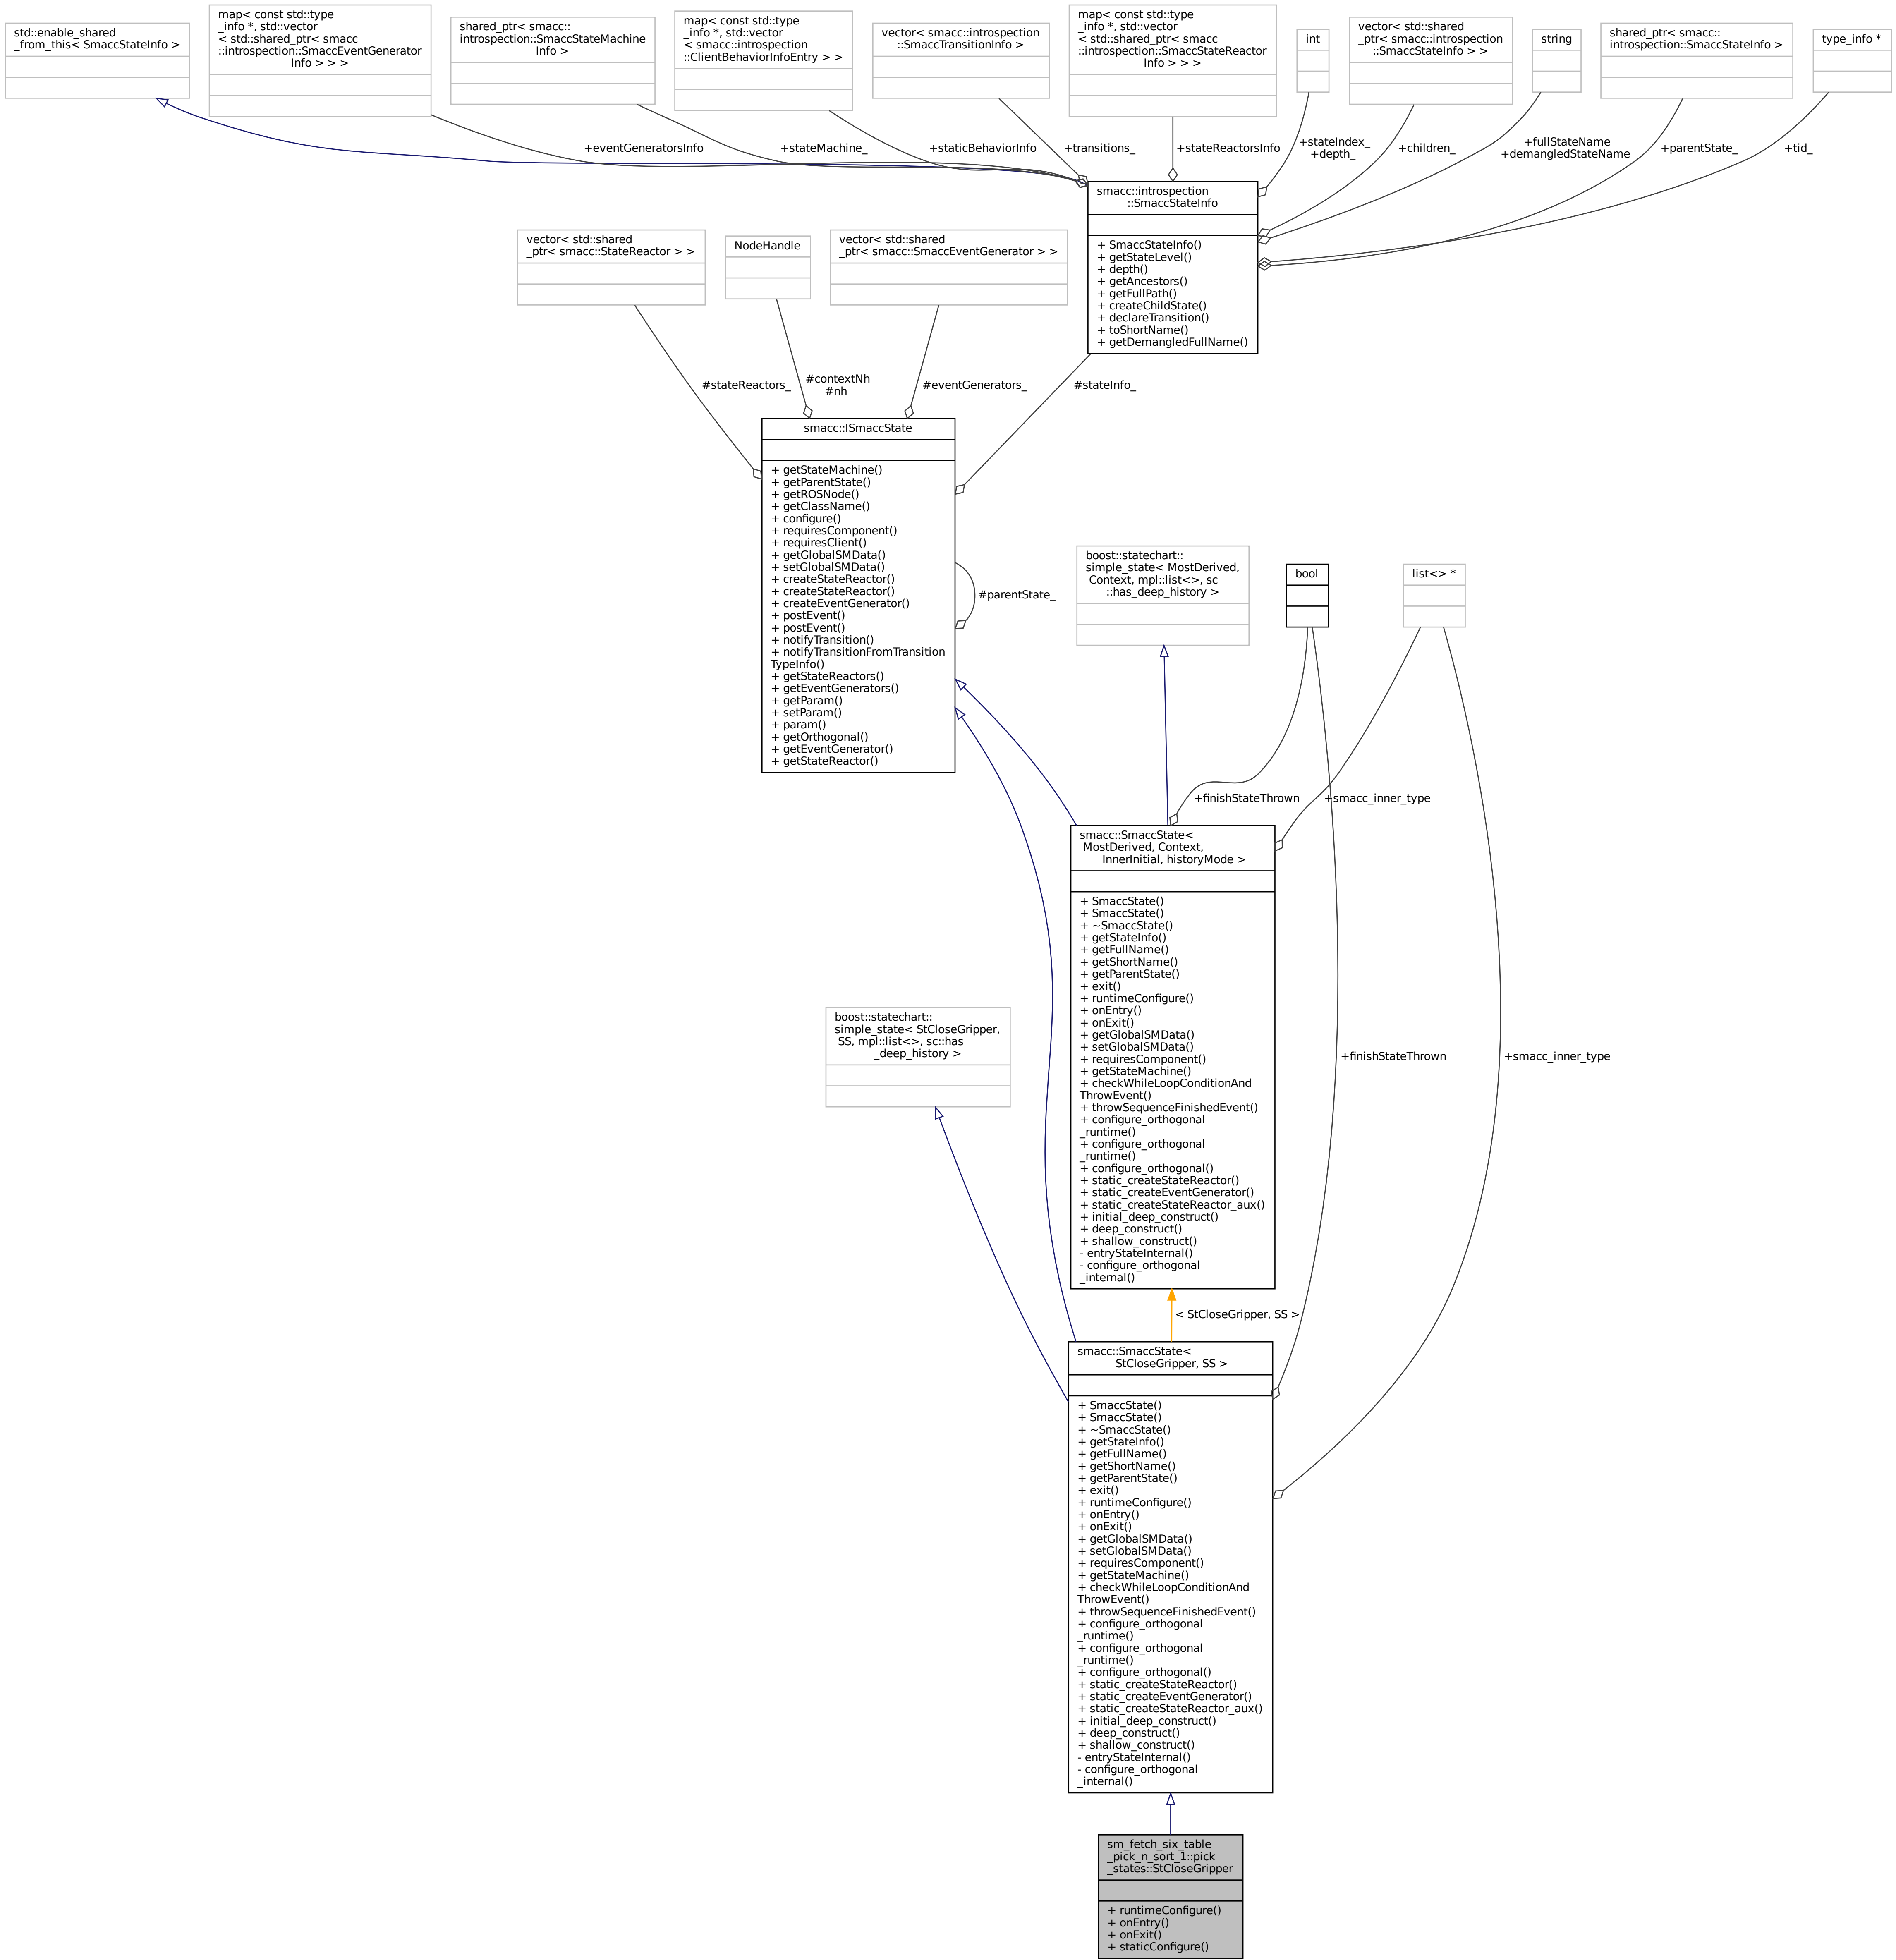 std::enable_shared
_from_this< SmaccStateInfo >
map< const std::type
_info *, std::vector
< std::shared_ptr< smacc
::introspection::SmaccEventGenerator
Info > > >
shared_ptr< smacc::
introspection::SmaccStateMachine
Info >
map< const std::type
_info *, std::vector
< smacc::introspection
::ClientBehaviorInfoEntry > >
vector< smacc::introspection
::SmaccTransitionInfo >
map< const std::type
_info *, std::vector
< std::shared_ptr< smacc
::introspection::SmaccStateReactor
Info > > >
int
vector< std::shared
_ptr< smacc::introspection
::SmaccStateInfo > >
string
shared_ptr< smacc::
introspection::SmaccStateInfo >
type_info *
+eventGeneratorsInfo
+stateMachine_
+staticBehaviorInfo
+transitions_
+stateReactorsInfo
+stateIndex_
+depth_
+children_
+fullStateName
+demangledStateName
+parentState_
+tid_
smacc::introspection
::SmaccStateInfo
+ SmaccStateInfo()
+ getStateLevel()
+ depth()
+ getAncestors()
+ getFullPath()
+ createChildState()
+ declareTransition()
+ toShortName()
+ getDemangledFullName()
vector< std::shared
_ptr< smacc::StateReactor > >
NodeHandle
vector< std::shared
_ptr< smacc::SmaccEventGenerator > >
#stateReactors_
#contextNh
#nh
#eventGenerators_
#stateInfo_
smacc::ISmaccState
+ getStateMachine()
+ getParentState()
+ getROSNode()
+ getClassName()
+ configure()
+ requiresComponent()
+ requiresClient()
+ getGlobalSMData()
+ setGlobalSMData()
+ createStateReactor()
+ createStateReactor()
+ createEventGenerator()
+ postEvent()
+ postEvent()
+ notifyTransition()
+ notifyTransitionFromTransition
TypeInfo()
+ getStateReactors()
+ getEventGenerators()
+ getParam()
+ setParam()
+ param()
+ getOrthogonal()
+ getEventGenerator()
+ getStateReactor()
#parentState_
boost::statechart::
simple_state< MostDerived,
Context, mpl::list<>, sc
::has_deep_history >
bool
list<> *
+finishStateThrown
+smacc_inner_type
smacc::SmaccState<
MostDerived, Context,
InnerInitial, historyMode >
+ SmaccState()
+ SmaccState()
+ ~SmaccState()
+ getStateInfo()
+ getFullName()
+ getShortName()
+ getParentState()
+ exit()
+ runtimeConfigure()
+ onEntry()
+ onExit()
+ getGlobalSMData()
+ setGlobalSMData()
+ requiresComponent()
+ getStateMachine()
+ checkWhileLoopConditionAnd
ThrowEvent()
+ throwSequenceFinishedEvent()
+ configure_orthogonal
_runtime()
+ configure_orthogonal
_runtime()
+ configure_orthogonal()
+ static_createStateReactor()
+ static_createEventGenerator()
+ static_createStateReactor_aux()
+ initial_deep_construct()
+ deep_construct()
+ shallow_construct()
- entryStateInternal()
- configure_orthogonal
_internal()
boost::statechart::
simple_state< StCloseGripper,
SS, mpl::list<>, sc::has
_deep_history >
+finishStateThrown
+smacc_inner_type
< StCloseGripper, SS >
smacc::SmaccState<
StCloseGripper, SS >
+ SmaccState()
+ SmaccState()
+ ~SmaccState()
+ getStateInfo()
+ getFullName()
+ getShortName()
+ getParentState()
+ exit()
+ runtimeConfigure()
+ onEntry()
+ onExit()
+ getGlobalSMData()
+ setGlobalSMData()
+ requiresComponent()
+ getStateMachine()
+ checkWhileLoopConditionAnd
ThrowEvent()
+ throwSequenceFinishedEvent()
+ configure_orthogonal
_runtime()
+ configure_orthogonal
_runtime()
+ configure_orthogonal()
+ static_createStateReactor()
+ static_createEventGenerator()
+ static_createStateReactor_aux()
+ initial_deep_construct()
+ deep_construct()
+ shallow_construct()
- entryStateInternal()
- configure_orthogonal
_internal()
sm_fetch_six_table
_pick_n_sort_1::pick
_states::StCloseGripper
+ runtimeConfigure()
+ onEntry()
+ onExit()
+ staticConfigure()